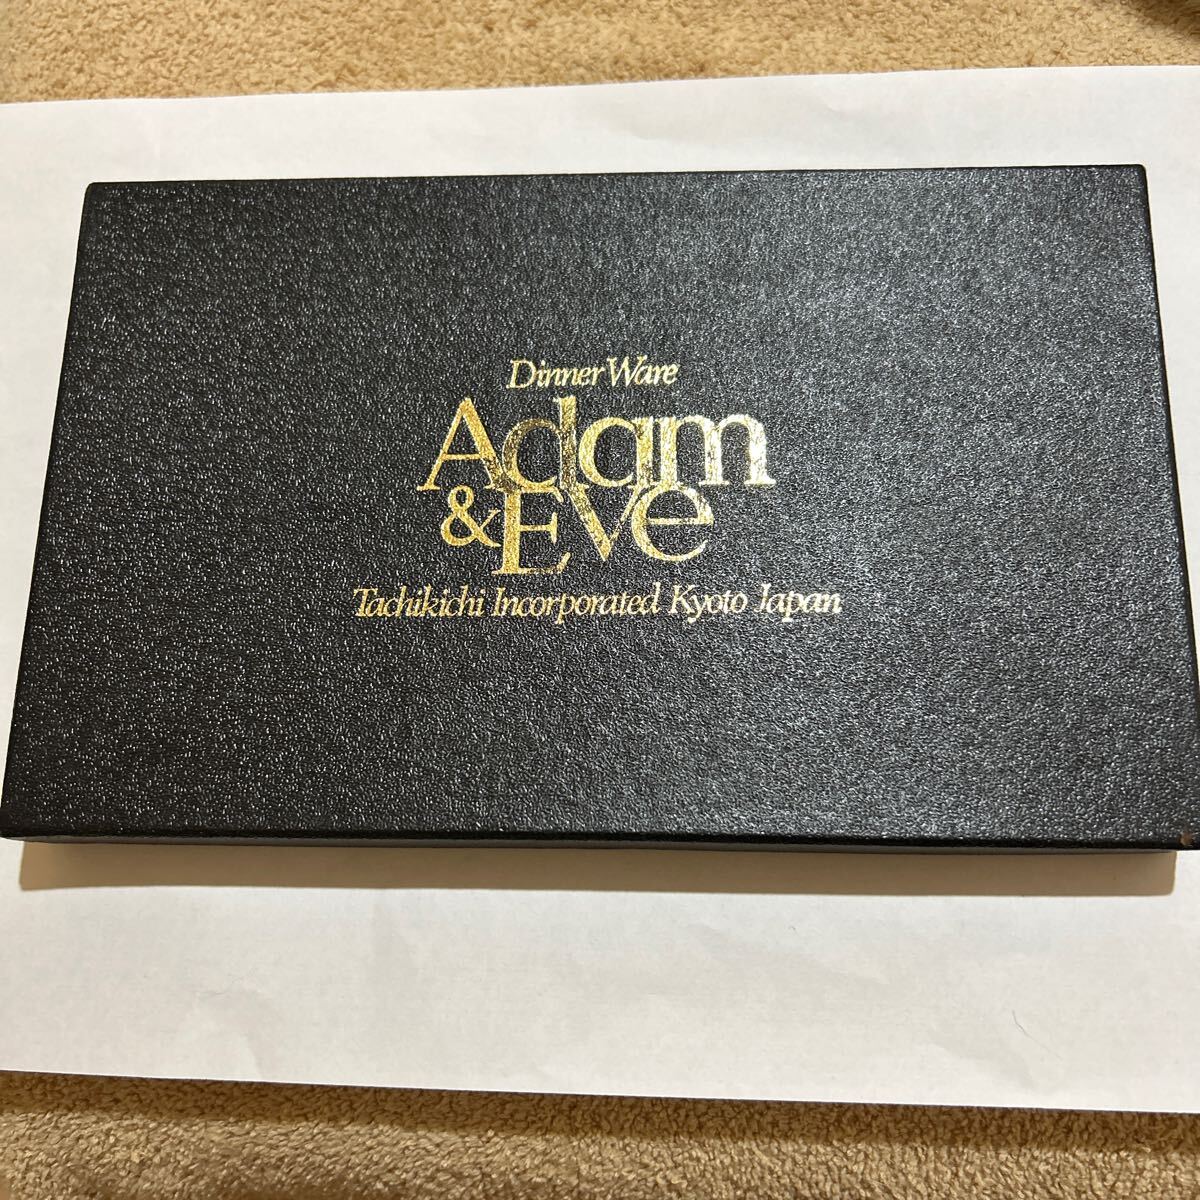 Dinner Ware
Adam
& Eve
Tachikichi Incorporated Kyoto Japan